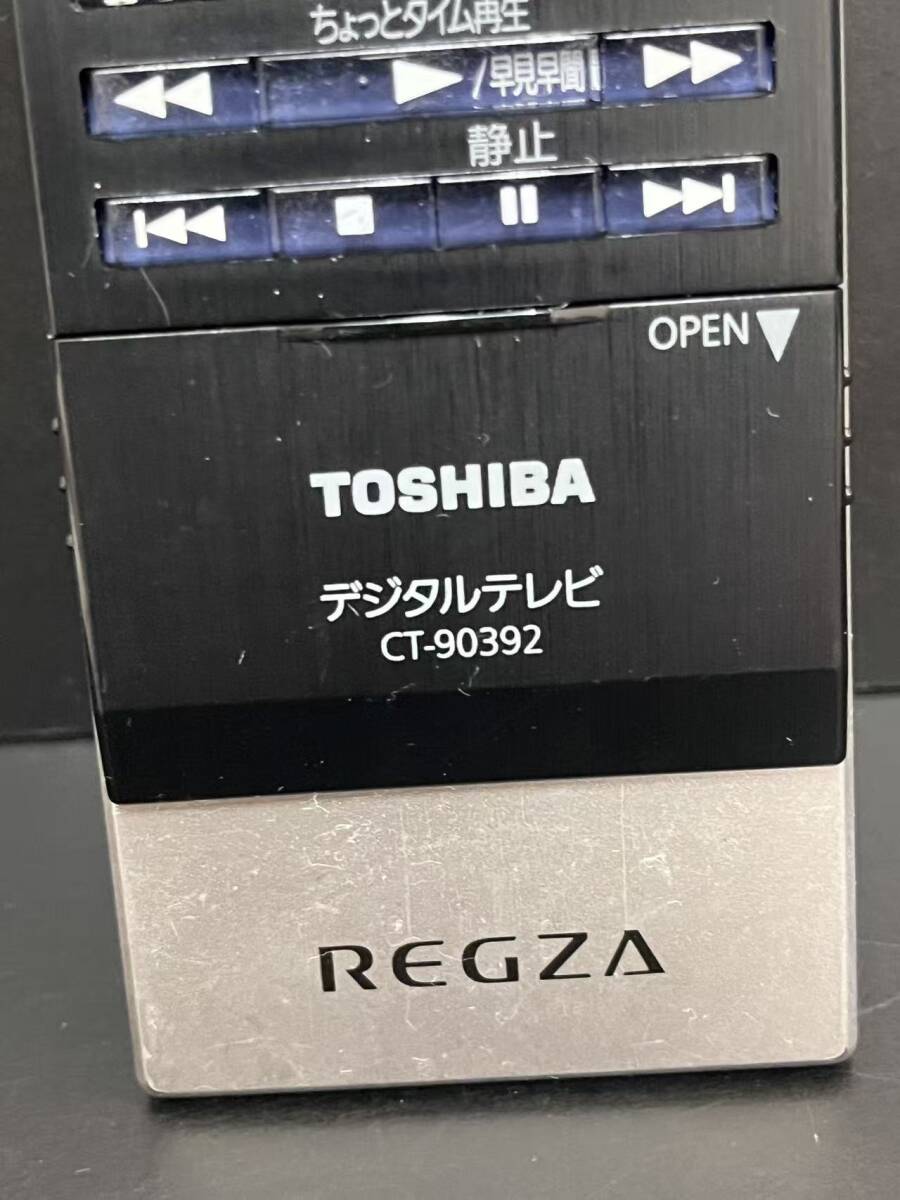 ちょっとタイム再生
/早見早聞
静止
OPEN
TOSHIBA
デジタルテレビ
CT-90392
REGZA